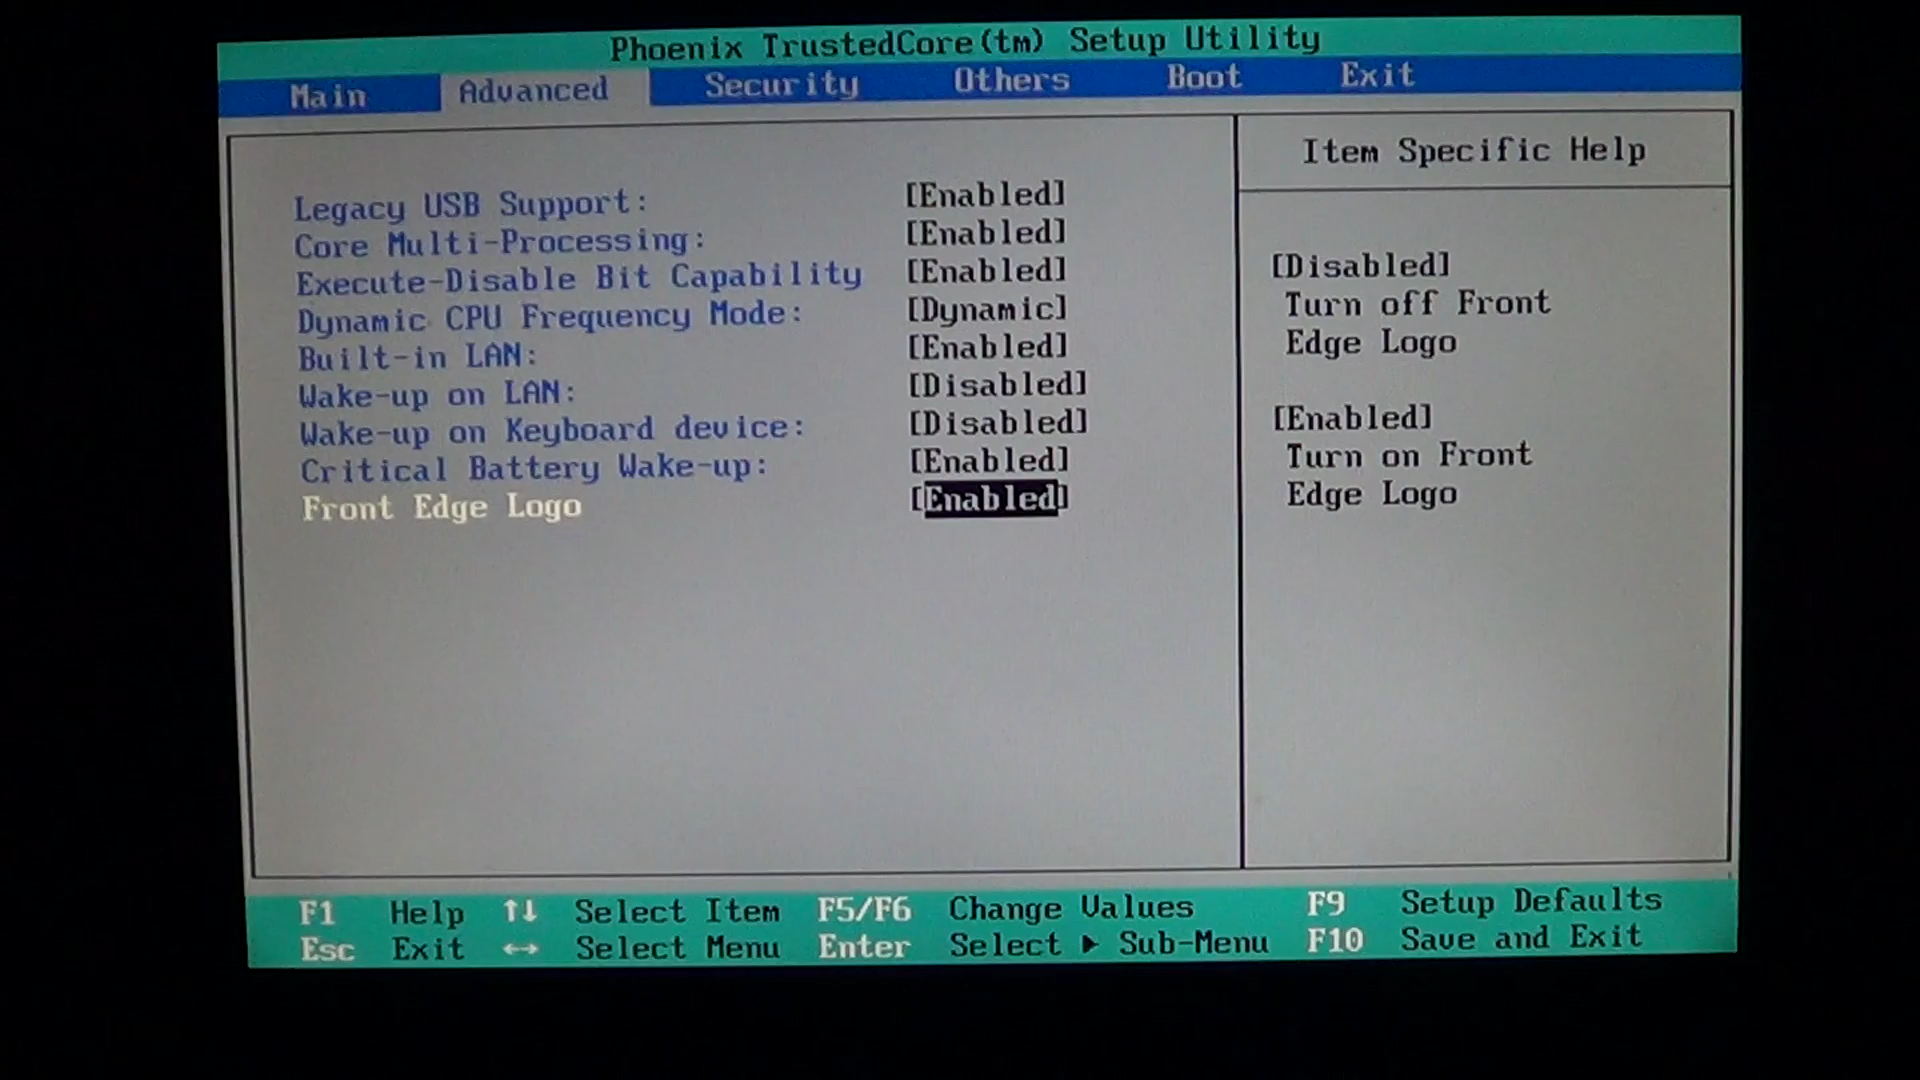 Phoenix TrustedCore(tm) Setup Utility
Main Advanced Security Others Boot Exit
Item Specific Help
Legacy USB Support: [Enabled]
Core Multi-Processing: [Enabled]
Execute-Disable Bit Capability [Enabled]
Dynamic CPU Frequency Mode: [Dynamic]
Built-in LAN: [Enabled]
Wake-up on LAN: [Disabled]
Wake-up on Keyboard device: [Disabled]
Critical Battery Wake-up: [Enabled]
Front Edge Logo [Enabled]
[Disabled]
Turn off Front
Edge Logo
[Enabled]
Turn on Front
Edge Logo
F1 Help ↑↓ Select Item F5/F6 Change Values F9 Setup Defaults
Esc Exit ↔ Select Menu Enter Select ▶ Sub-Menu F10 Save and Exit